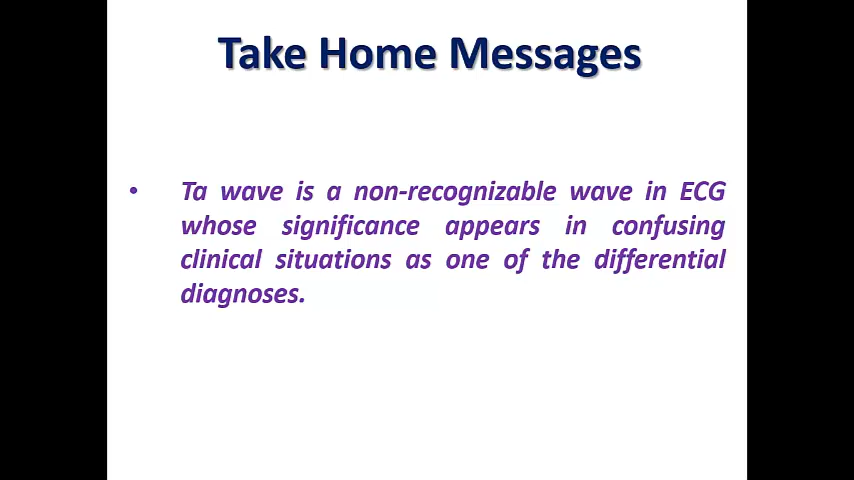 Take Home Messages
• Ta wave is a non-recognizable wave in ECG
whose significance appears in confusing
clinical situations as one of the differential
diagnoses.